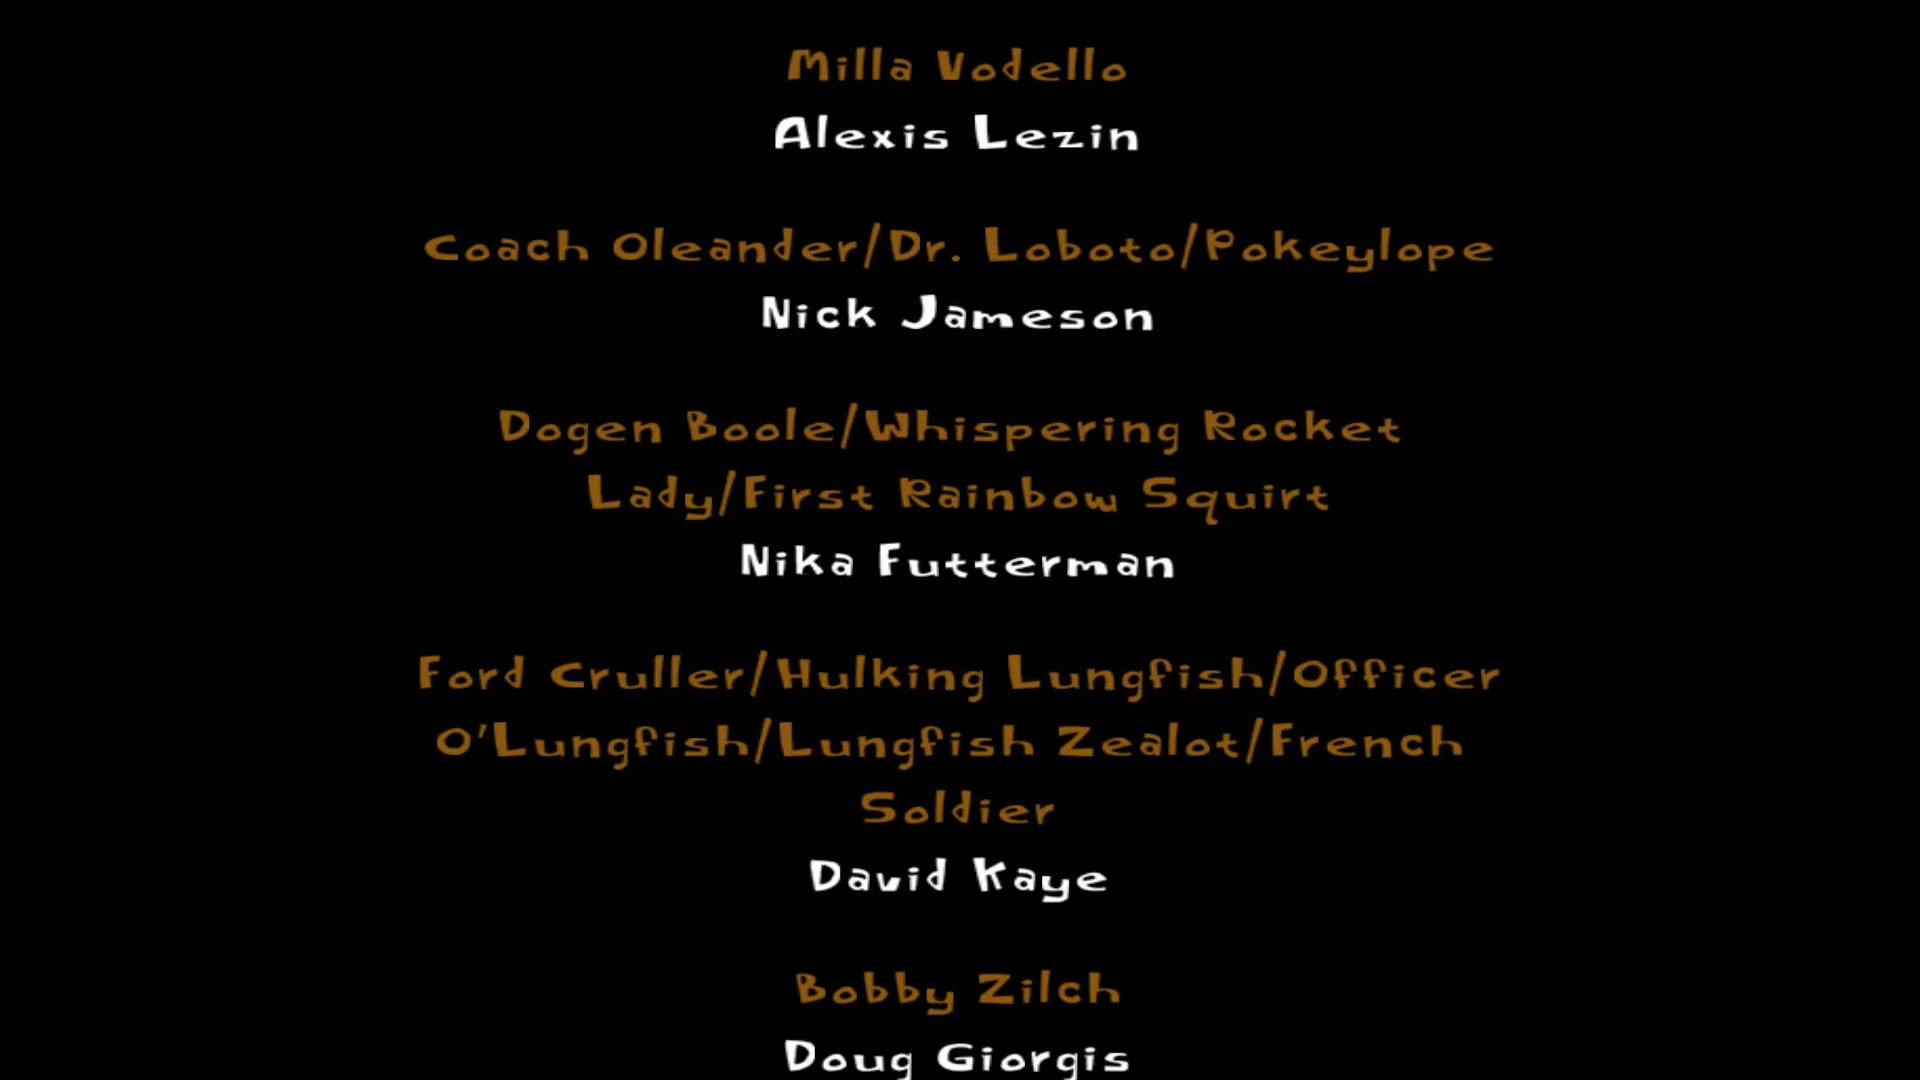 Milla Vodello
Alexis Lezin
Coach Oleander/Dr. Loboto/Pokeylope
Nick Jameson
Dogen Boole/Whispering Rocket
Lady/First Rainbow Squirt
Nika Futterman
Ford Cruller/Hulking Lungfish/Officer
O'Lungfish/Lungfish Zealot/French
Soldier
David Kaye
Bobby Zilch
Doug Giorgis